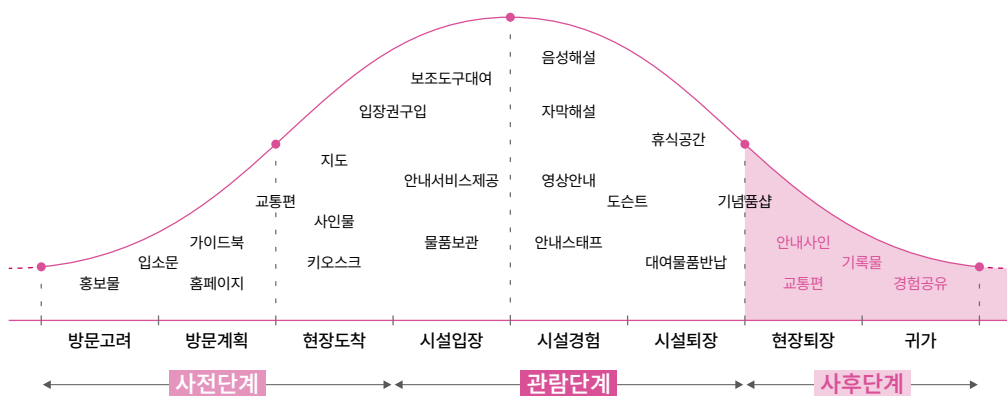 음성해설
보조도구대여
입장권구입
자막해설
휴식공간
지도
안내서비스제공
영상안내
교통편
도슨트
기념품샵
사인물
가이드북
물품보관
안내스태프
안내사인
입소문
키오스크
대여물품반납
기록물
홍보물
홈페이지
교통편
경험공유
방문고려
방문계획
현장도착
시설입장
시설경험
시설퇴장
현장퇴장
귀가
사전단계
관람단계
사후단계